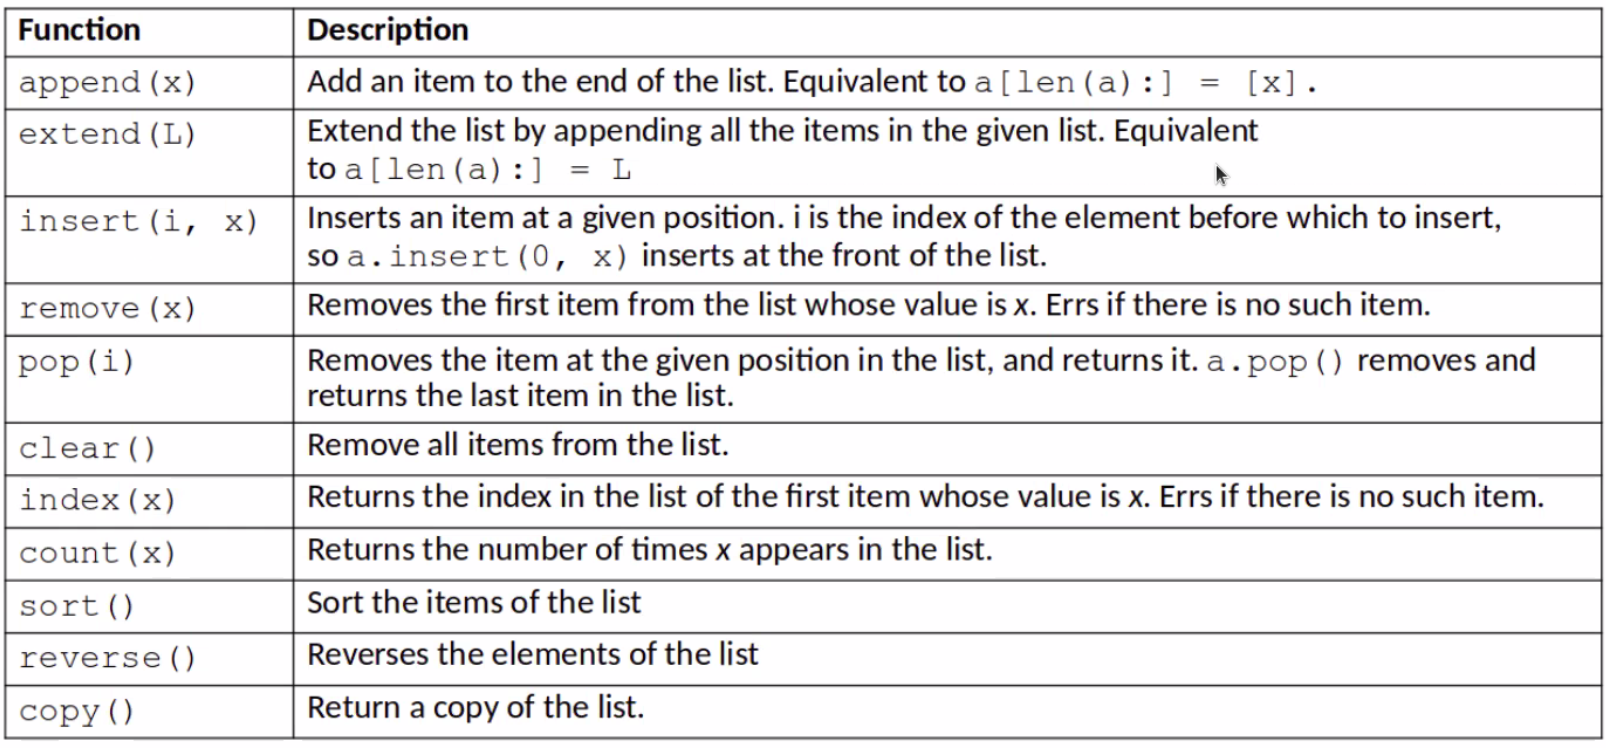 Function Description
append(x) Add an item to the end of the list. Equivalent to a[len(a):] = [x].
extend(L) Extend the list by appending all the items in the given list. Equivalent
to a[len(a):] = L
insert(i, x) Inserts an item at a given position. i is the index of the element before which to insert,
so a.insert(0, x) inserts at the front of the list.
remove(x) Removes the first item from the list whose value is x. Errs if there is no such item.
pop(i) Removes the item at the given position in the list, and returns it. a.pop() removes and
returns the last item in the list.
clear() Remove all items from the list.
index(x) Returns the index in the list of the first item whose value is x. Errs if there is no such item.
count(x) Returns the number of times x appears in the list.
sort() Sort the items of the list
reverse() Reverses the elements of the list
copy() Return a copy of the list.